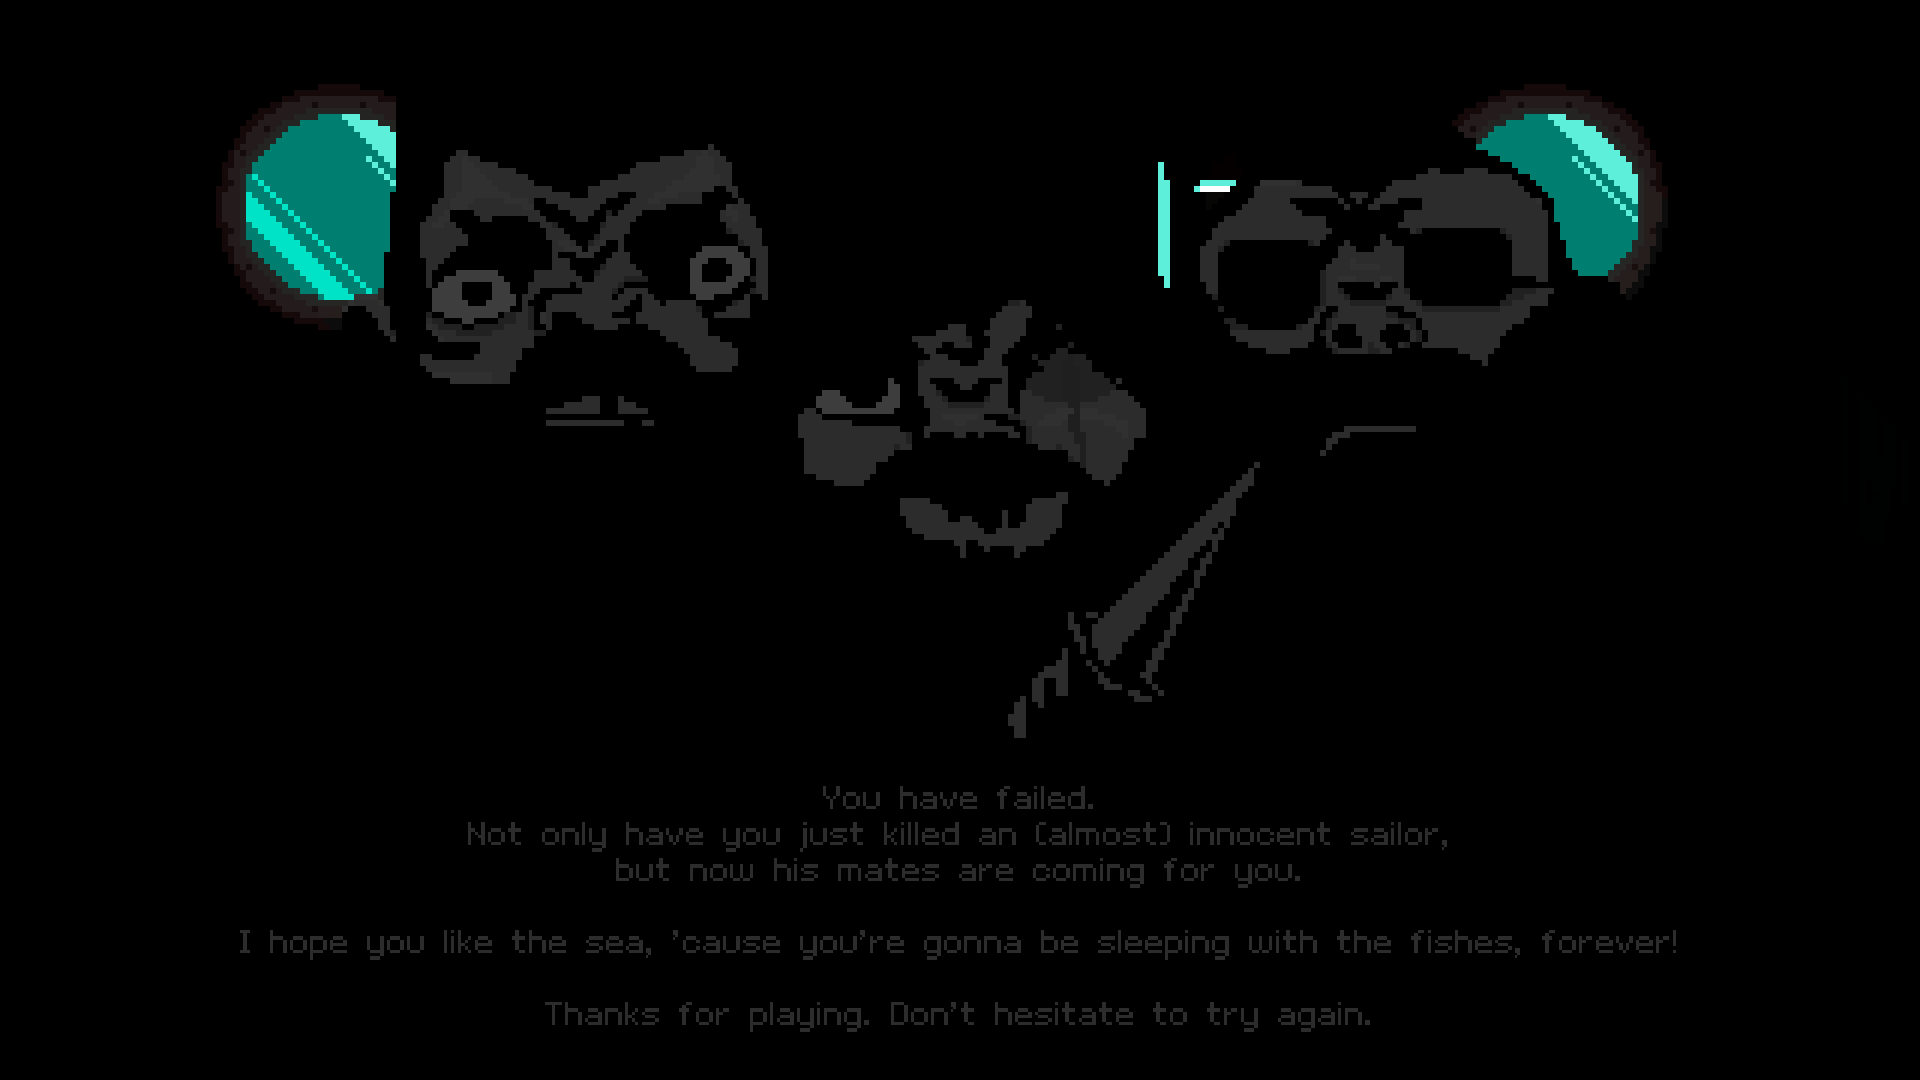 You have failed.
Not only have you just killed an (almost) innocent sailor,
but now his mates are coming for you.
I hope you like the sea, 'cause you're gonna be sleeping with the fishes, forever!
Thanks for playing. Don't hesitate to try again.